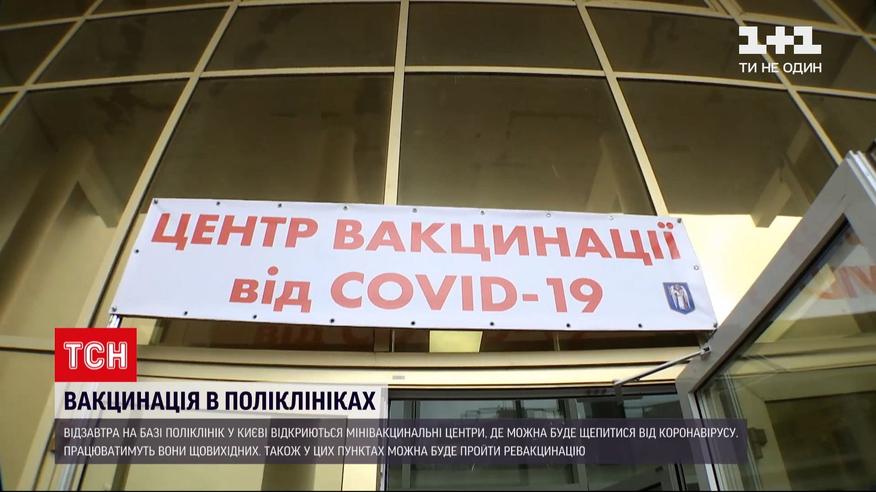 1+1
ТИ НЕ ОДИН
ЦЕНТР ВАКЦИНАЦІЇ
від COVID-19
ТСН
ВАКЦИНАЦІЯ В ПОЛІКЛІНІКАХ
ВІДЗАВТРА НА БАЗІ ПОЛІКЛІНІК У КИЄВІ ВІДКРИЮТЬСЯ МІНІВАКЦИНАЛЬНІ ЦЕНТРИ, ДЕ МОЖНА БУДЕ ЩЕПИТИСЯ ВІД КОРОНАВІРУСУ.
ПРАЦЮВАТИМУТЬ ВОНИ ЩОВИХІДНИХ. ТАКОЖ У ЦИХ ПУНКТАХ МОЖНА БУДЕ ПРОЙТИ РЕВАКЦИНАЦІЮ